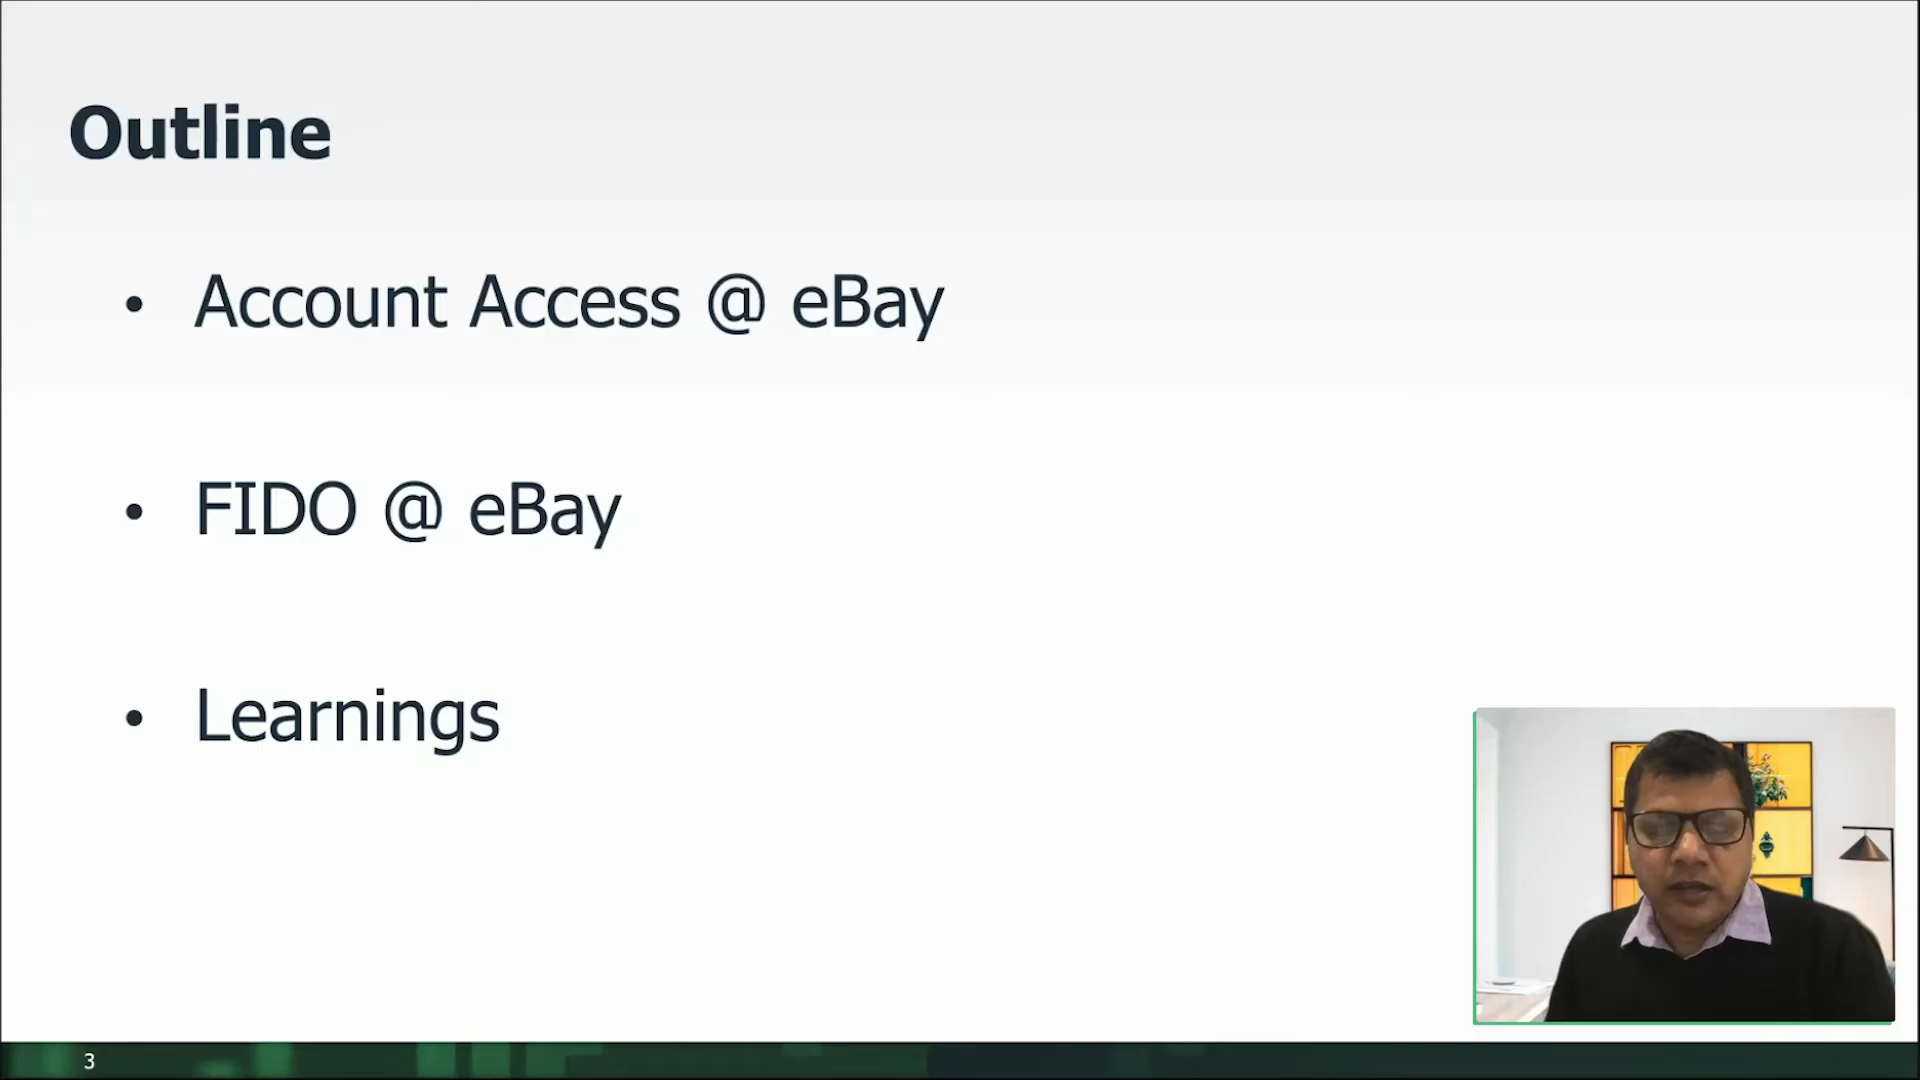 Outline
• Account Access @ eBay
• FIDO @ eBay
• Learnings
3